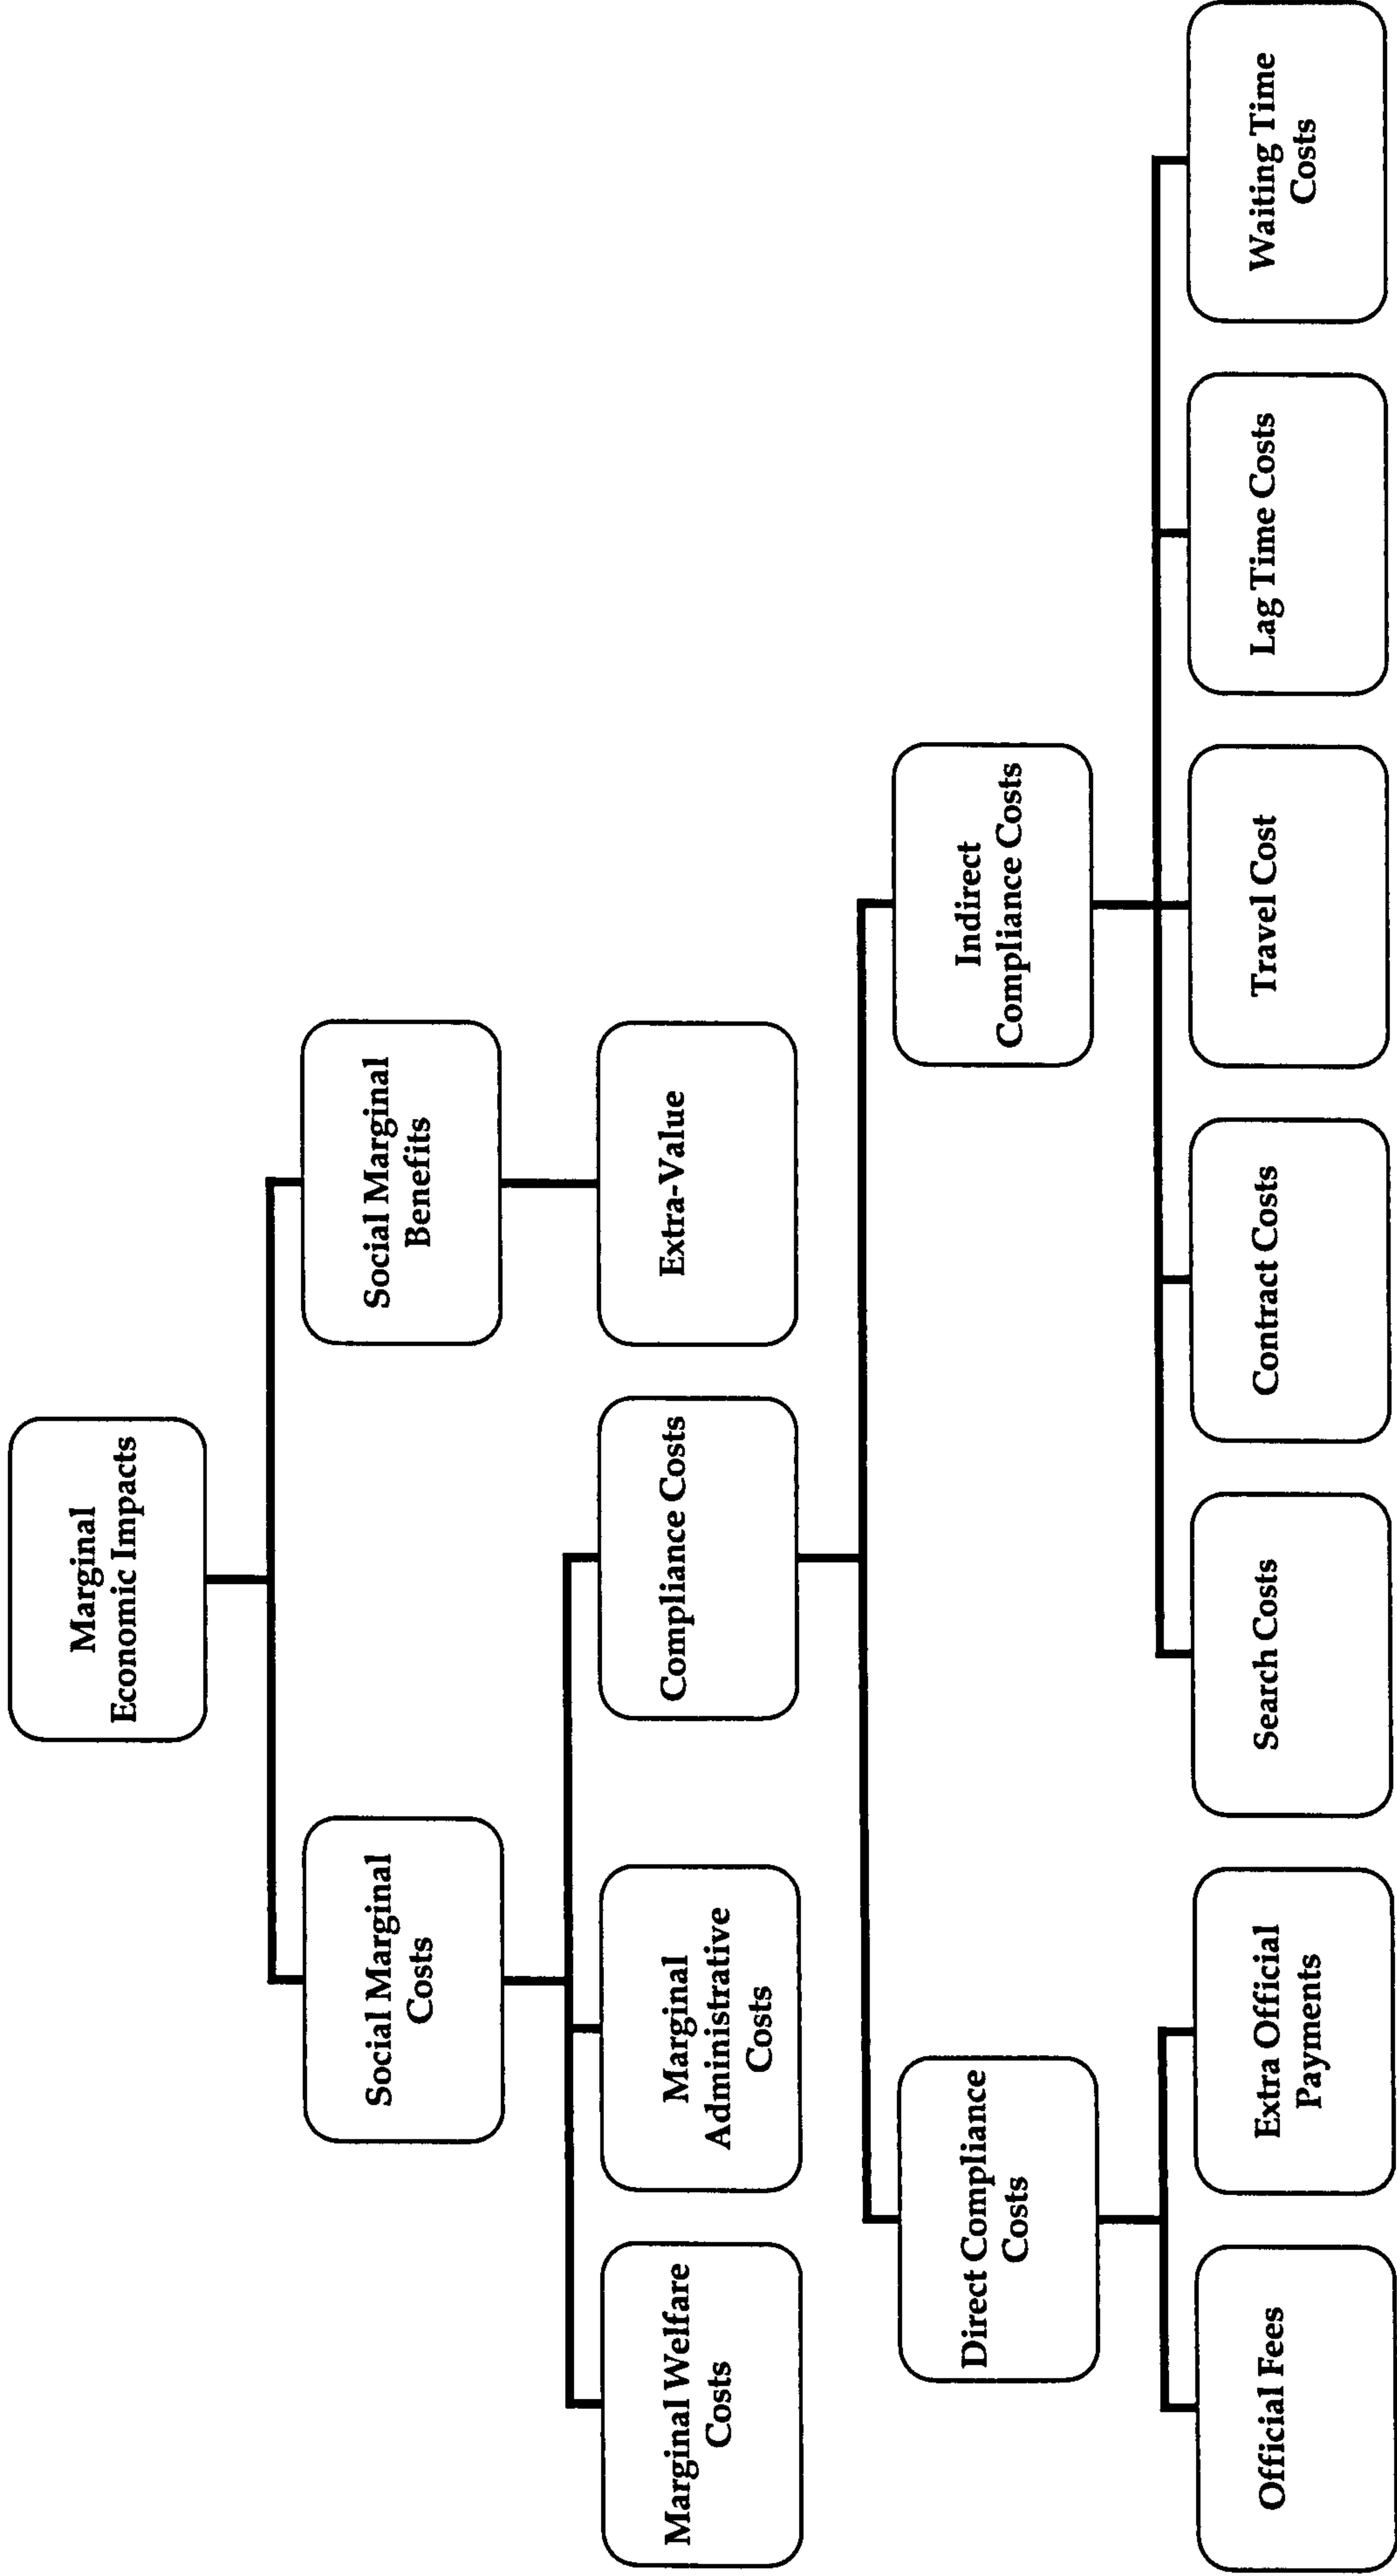 Marginal
Economic Impacts
Social Marginal
Costs
Social Marginal
Benefits
Marginal Welfare
Costs
Marginal
Administrative
Costs
Compliance Costs
Extra-Value
Direct Compliance
Costs
Indirect
Compliance Costs
Official Fees
Extra Official
Payments
Search Costs
Contract Costs
Travel Cost
Lag Time Costs
Waiting Time
Costs